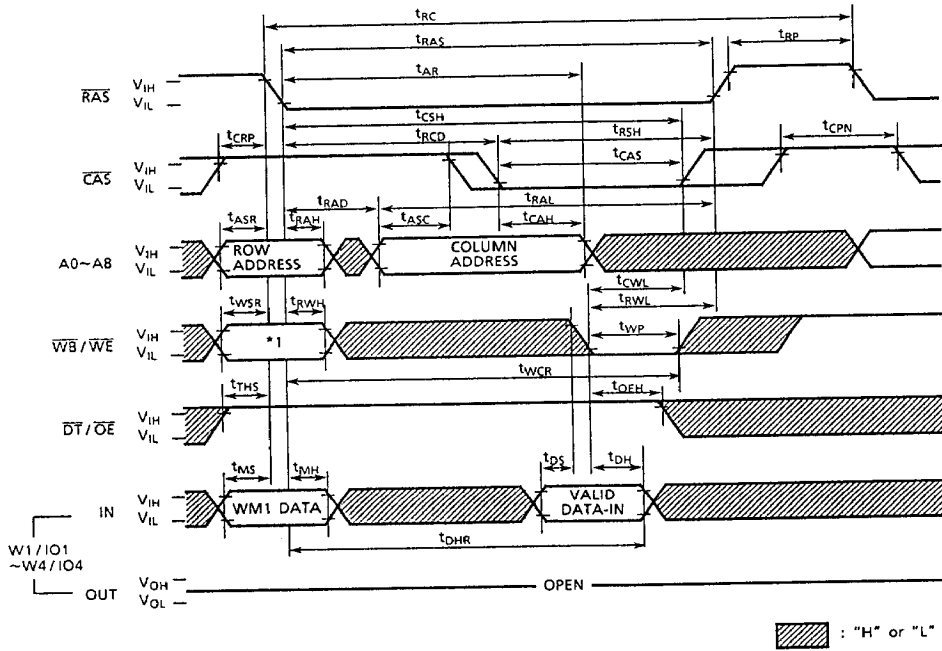 tRC
tRAS
tRP
tAR
RAS
VIH
VIL
tCSH
tCRP
tRCD
tRSH
tCPN
tCAS
CAS
VIH
VIL
tRAD
tRAL
tASR
tRAH
tASC
tCAH
A0~A8
VIH
VIL
ROW
ADDRESS
COLUMN
ADDRESS
tCWL
tRWL
tWSR
tRWH
tWP
WB/WE
VIH
VIL
*1
tWCR
tTHS
tOEH
DT/OE
VIH
VIL
tMS
tMH
tDS
tDH
IN
VIH
VIL
WM1 DATA
VALID
DATA-IN
tDHR
W1/IO1
~W4/IO4
OUT
VOH
VOL
OPEN
: "H" or "L"